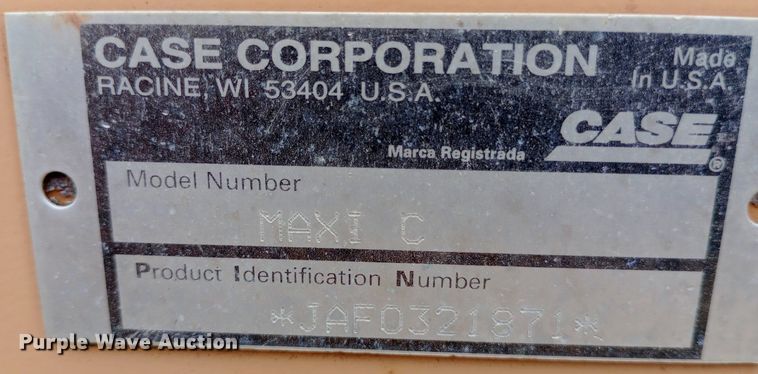 CASE CORPORATION
RACINE, WI 53404 U.S.A.
Made
In U.S.A.
CASE
®
Marca Registrada
Model Number
MAXI C
Product Identification Number
*JAF0321871*
Purple Wave Auction